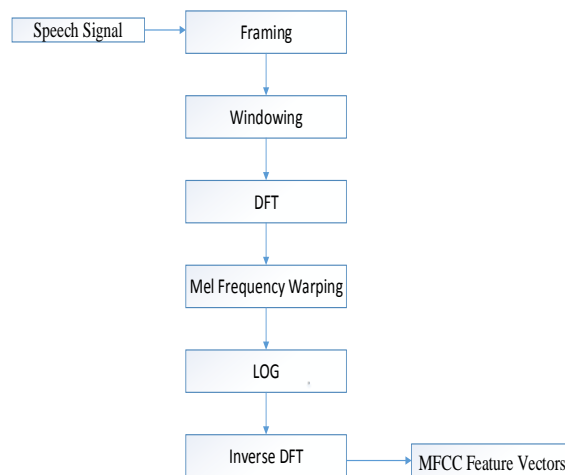 Speech Signal
Framing
Windowing
DFT
Mel Frequency Warping
LOG
Inverse DFT
MFCC Feature Vectors